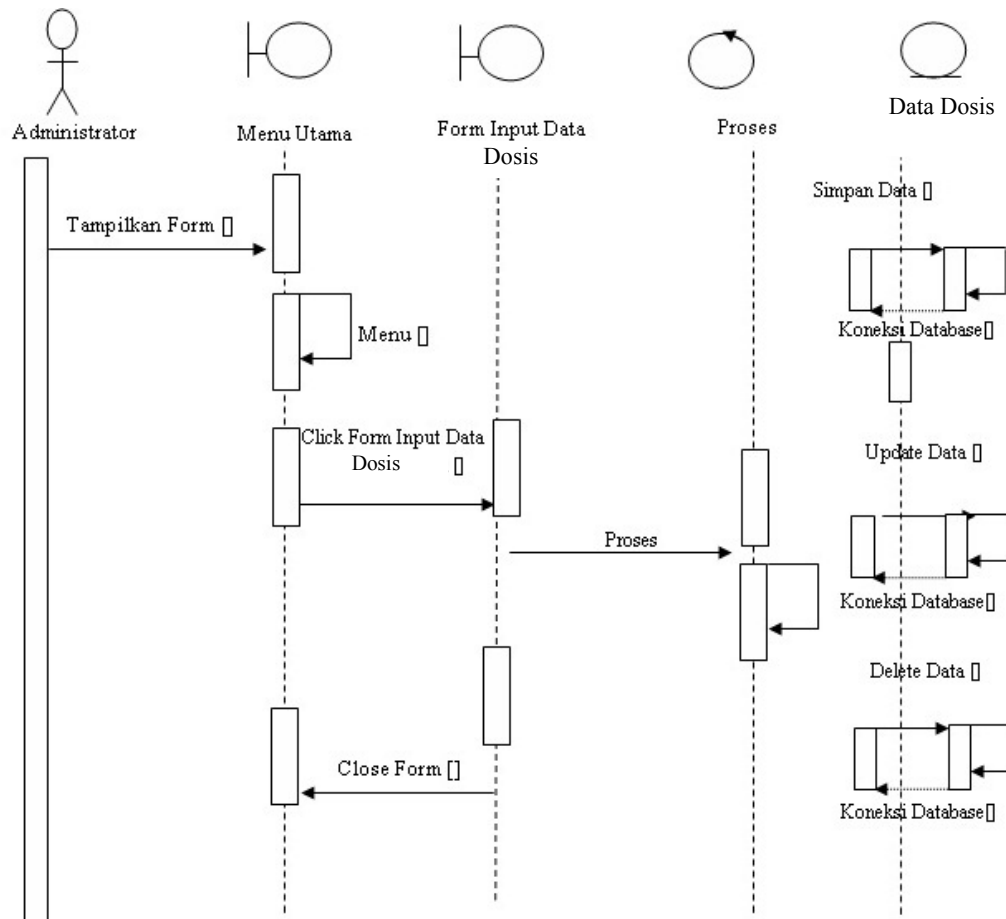 Administrator
Menu Utama
Form Input Data
Dosis
Proses
Data Dosis
Simpan Data []
Tampilkan Form []
Koneksi Database[]
Menu []
Click Form Input Data
Dosis []
Update Data []
Proses
Koneksi Database[]
Delete Data []
Close Form []
Koneksi Database[]